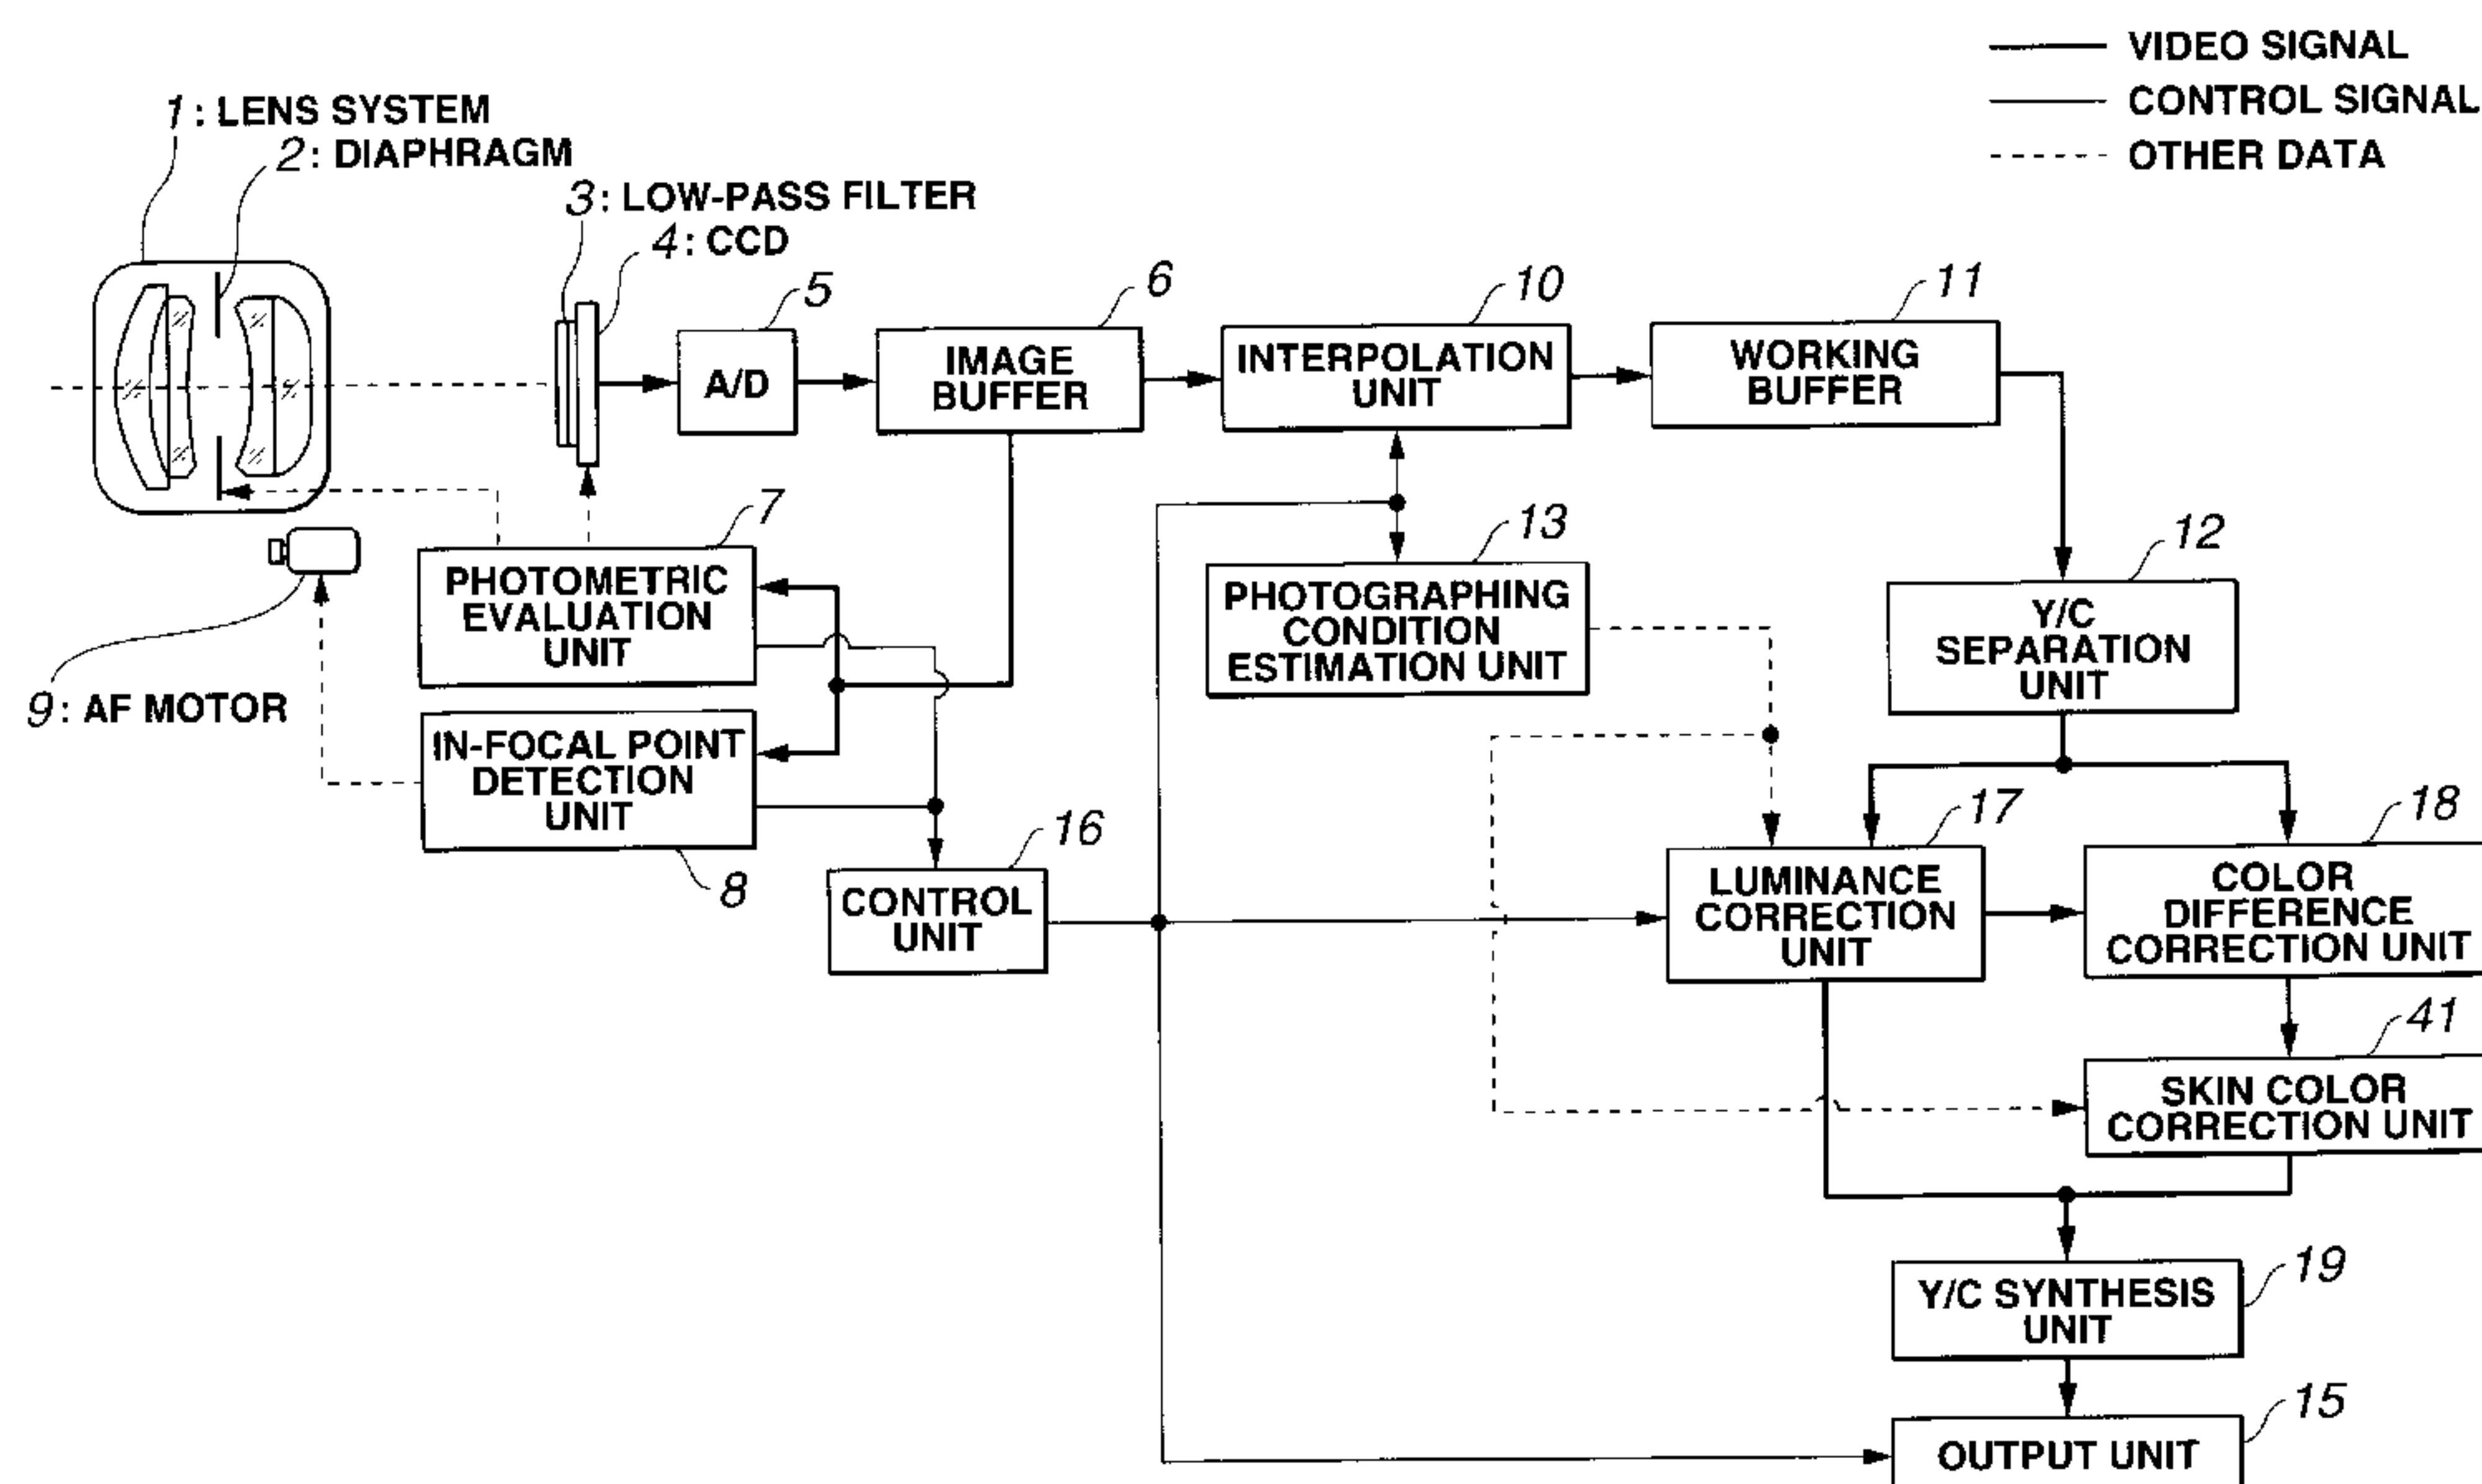 VIDEO SIGNAL
CONTROL SIGNAL
OTHER DATA
1: LENS SYSTEM
2: DIAPHRAGM
3: LOW-PASS FILTER
4: CCD
5
A/D
6
IMAGE
BUFFER
10
INTERPOLATION
UNIT
11
WORKING
BUFFER
7
PHOTOMETRIC
EVALUATION
UNIT
9: AF MOTOR
IN-FOCAL POINT
DETECTION
UNIT
8
13
PHOTOGRAPHING
CONDITION
ESTIMATION UNIT
12
Y/C
SEPARATION
UNIT
16
CONTROL
UNIT
17
LUMINANCE
CORRECTION
UNIT
18
COLOR
DIFFERENCE
CORRECTION UNIT
41
SKIN COLOR
CORRECTION UNIT
19
Y/C SYNTHESIS
UNIT
15
OUTPUT UNIT